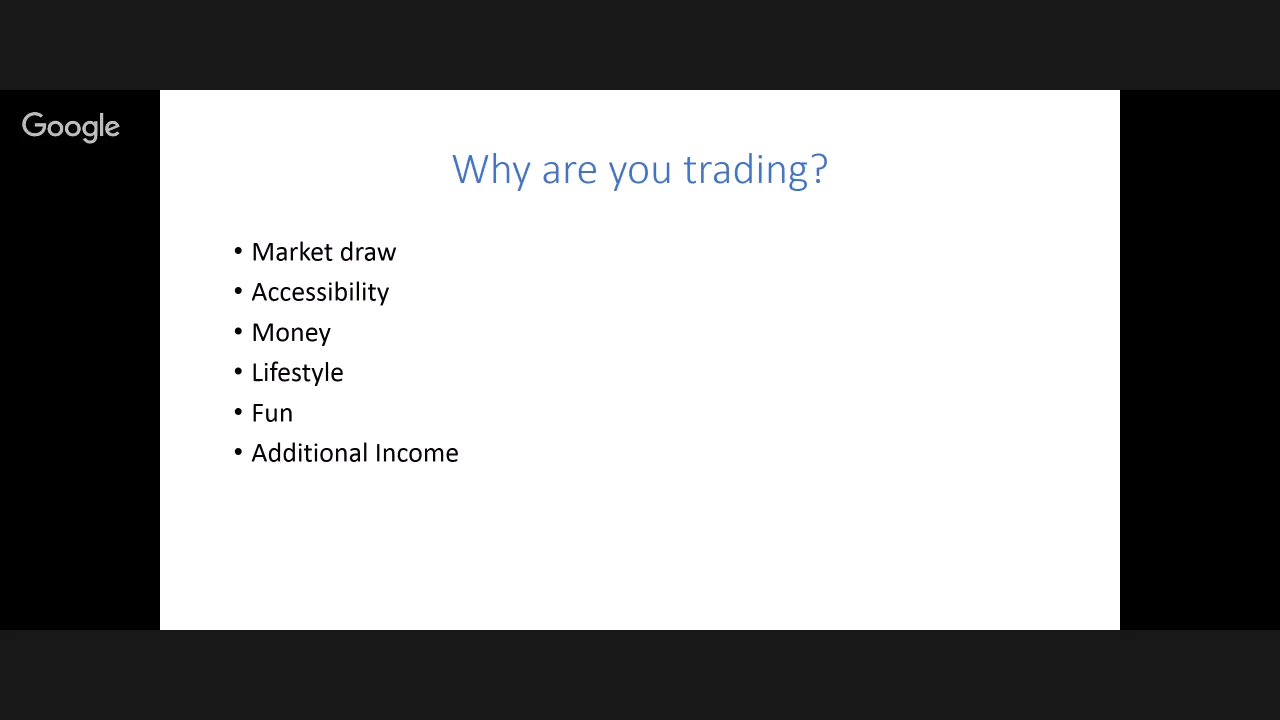 Google
Why are you trading?
• Market draw
• Accessibility
• Money
• Lifestyle
• Fun
• Additional Income